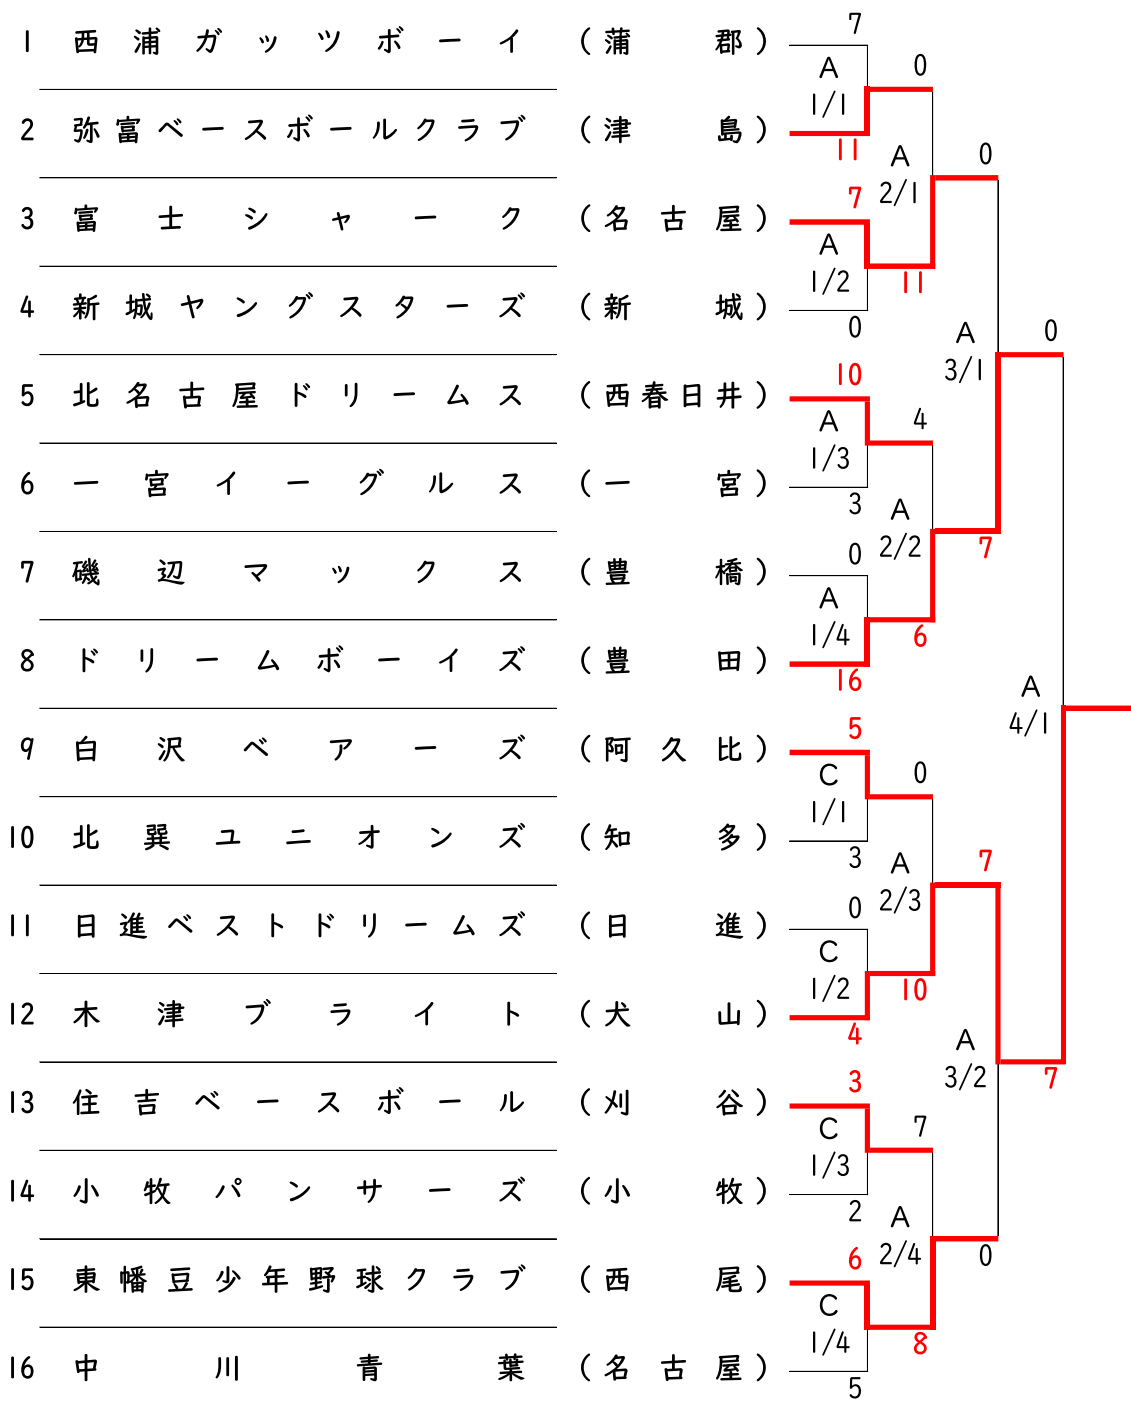 7
1 西浦ガッツボーイ (蒲郡)
0
A
1/1
2 弥富ベースボールクラブ (津島)
11
A
0
2/1
7
3 富士シャーク (名古屋)
A
1/2
11
4 新城ヤングスターズ (新城)
0
A
0
3/1
10
5 北名古屋ドリームス (西春日井)
4
A
1/3
6 一宮イーグルス (一宮)
3
A
2/2
7
0
7 磯辺マックス (豊橋)
A
1/4
6
8 ドリームボーイズ (豊田)
16
A
4/1
5
9 白沢ベアーズ (阿久比)
C
0
1/1
10 北巽ユニオンズ (知多)
3
A
7
2/3
0
11 日進ベストドリームズ (日進)
C
1/2
10
12 木津ブライト (犬山)
4
A
3/2
7
3
13 住吉ベースボール (刈谷)
7
C
1/3
14 小牧パンサーズ (小牧)
2
A
2/4
0
6
15 東幡豆少年野球クラブ (西尾)
C
1/4
8
16 中川青葉 (名古屋)
5